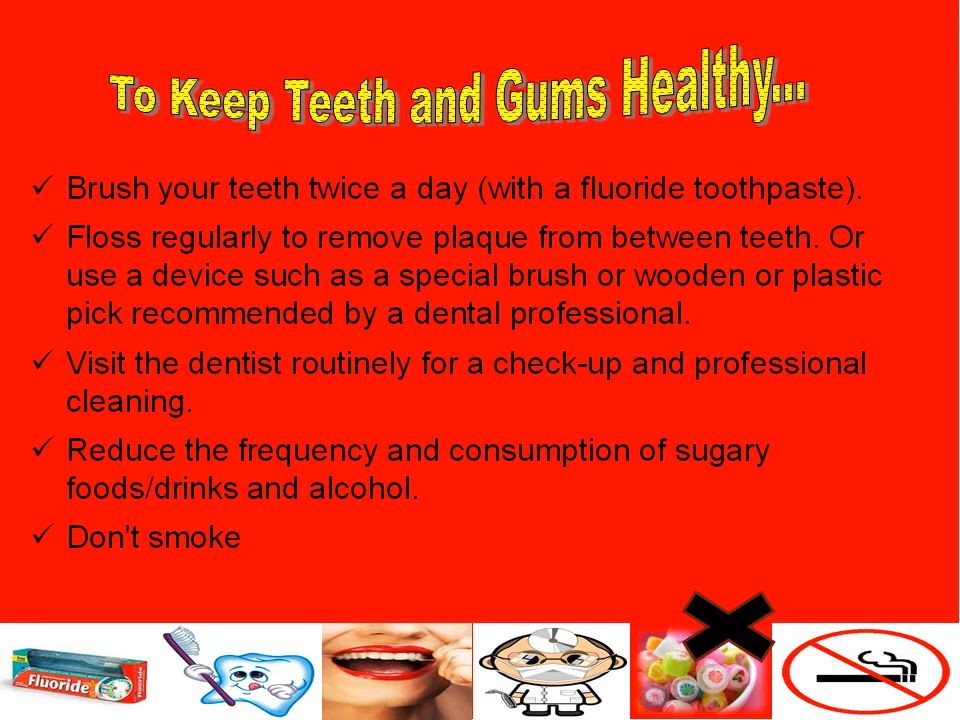 To Keep Teeth and Gums Healthy...
✓ Brush your teeth twice a day (with a fluoride toothpaste).
✓ Floss regularly to remove plaque from between teeth. Or
use a device such as a special brush or wooden or plastic
pick recommended by a dental professional.
✓ Visit the dentist routinely for a check-up and professional
cleaning.
✓ Reduce the frequency and consumption of sugary
foods/drinks and alcohol.
✓ Don't smoke
Fluoride